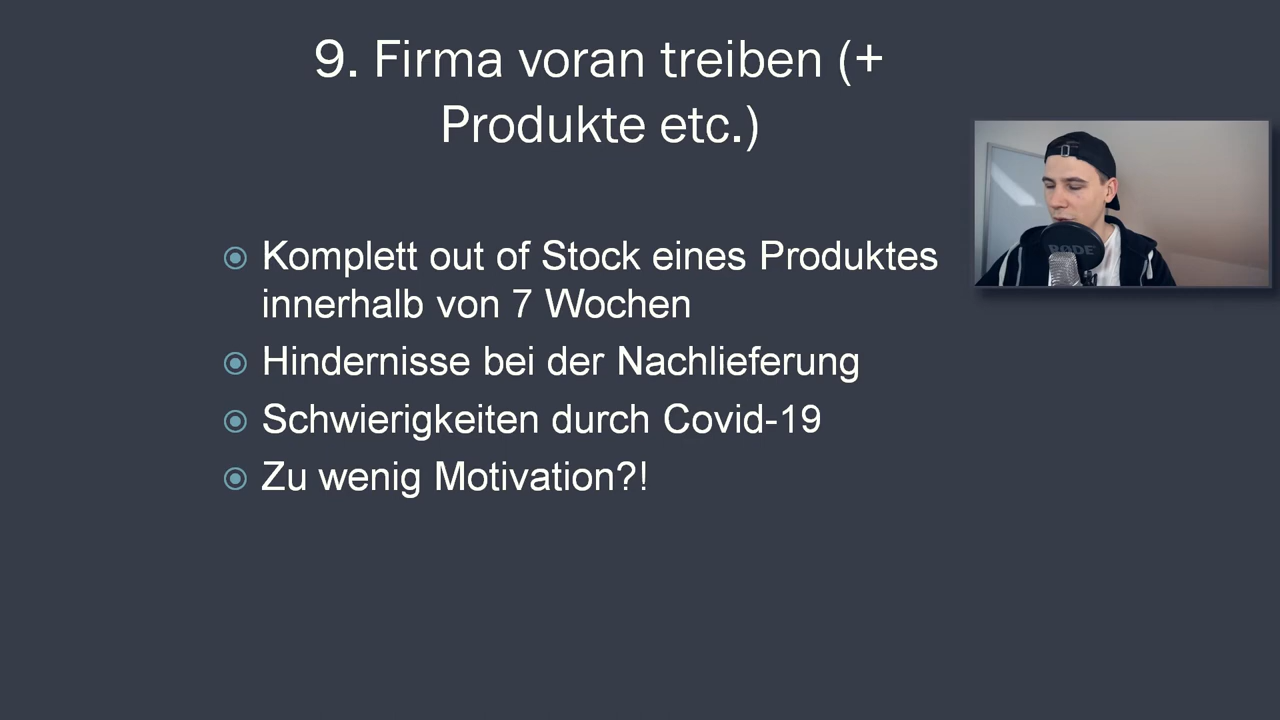 9. Firma voran treiben (+
Produkte etc.)
Komplett out of Stock eines Produktes
innerhalb von 7 Wochen
Hindernisse bei der Nachlieferung
Schwierigkeiten durch Covid-19
Zu wenig Motivation?!
RODE